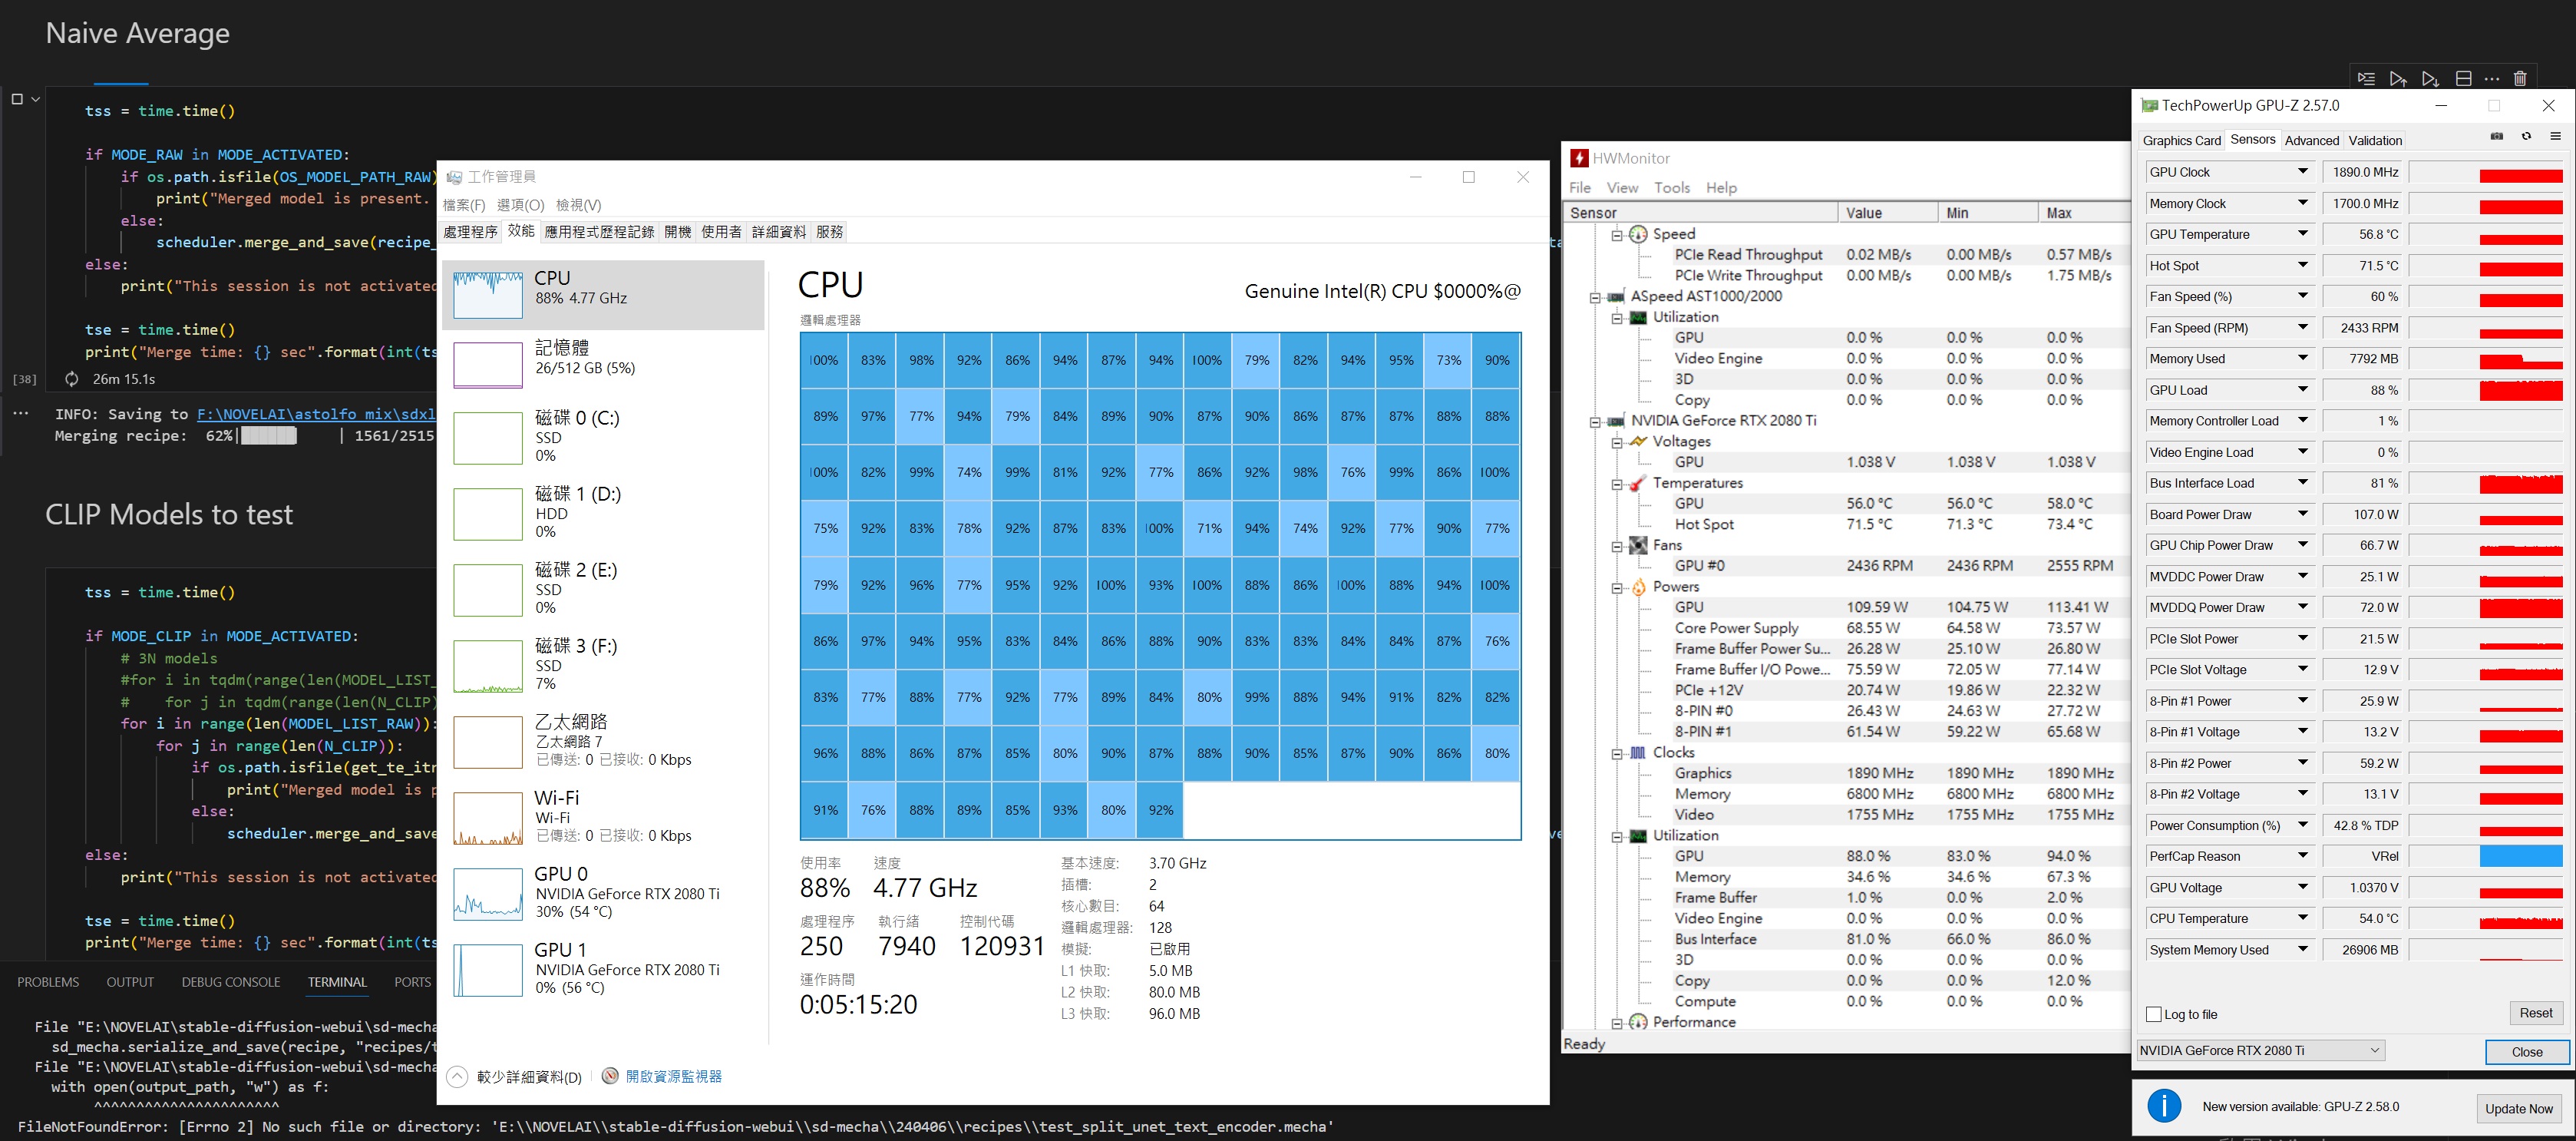 Naive Average
tss = time.time()
if MODE_RAW in MODE_ACTIVATED:
if os.path.isfile(OS_MODEL_PATH_RAW)
print("Merged model is present.
else:
scheduler.merge_and_save(recipe_
else:
print("This session is not activated
tse = time.time()
print("Merge time: {} sec".format(int(ts
[38] 26m 15.1s
INFO: Saving to F:\NOVELAI\astolfo_mix\sdxl
Merging recipe: 62%| | 1561/2515
CLIP Models to test
tss = time.time()
if MODE_CLIP in MODE_ACTIVATED:
# 3N models
#for i in tqdm(range(len(MODEL_LIST_
# for j in tqdm(range(len(N_CLIP)
for i in range(len(MODEL_LIST_RAW)):
for j in range(len(N_CLIP)):
if os.path.isfile(get_te_itr
print("Merged model is p
else:
scheduler.merge_and_save
else:
print("This session is not activated
tse = time.time()
print("Merge time: {} sec".format(int(ts
PROBLEMS OUTPUT DEBUG CONSOLE TERMINAL PORTS
File "E:\NOVELAI\stable-diffusion-webui\sd-mecha
sd_mecha.serialize_and_save(recipe, "recipes/t
File "E:\NOVELAI\stable-diffusion-webui\sd-mecha
with open(output_path, "w") as f:
^^^^^^^^^^^^^^^^^^^^^^
FileNotFoundError: [Errno 2] No such file or directory: 'E:\\NOVELAI\\stable-diffusion-webui\\sd-mecha\\240406\\recipes\\test_split_unet_text_encoder.mecha'
工作管理員
檔案(F) 選項(O) 檢視(V)
處理程序 效能 應用程式歷程記錄 開機 使用者 詳細資料 服務
CPU
88% 4.77 GHz
記憶體
26/512 GB (5%)
磁碟 0 (C:)
SSD
0%
磁碟 1 (D:)
HDD
0%
磁碟 2 (E:)
SSD
0%
磁碟 3 (F:)
SSD
7%
乙太網路
乙太網路 7
已傳送: 0 已接收: 0 Kbps
Wi-Fi
Wi-Fi
已傳送: 0 已接收: 0 Kbps
GPU 0
NVIDIA GeForce RTX 2080 Ti
30% (54 °C)
GPU 1
NVIDIA GeForce RTX 2080 Ti
0% (56 °C)
CPU Genuine Intel(R) CPU $0000%@
邏輯處理器
100% 83% 98% 92% 86% 94% 87% 94% 100% 79% 82% 94% 95% 73% 90%
89% 97% 77% 94% 79% 84% 89% 90% 87% 90% 86% 87% 87% 88% 88%
100% 82% 99% 74% 99% 81% 92% 77% 86% 92% 98% 76% 99% 86% 100%
75% 92% 83% 78% 92% 87% 83% 100% 71% 94% 74% 92% 77% 90% 77%
79% 92% 96% 77% 95% 92% 100% 93% 100% 88% 86% 100% 88% 94% 100%
86% 97% 94% 95% 83% 84% 86% 88% 90% 83% 83% 84% 84% 87% 76%
83% 77% 88% 77% 92% 77% 89% 84% 80% 99% 88% 94% 91% 82% 82%
96% 88% 86% 87% 85% 80% 90% 87% 88% 90% 85% 87% 90% 86% 80%
91% 76% 88% 89% 85% 93% 80% 92%
使用率 速度
88% 4.77 GHz
處理程序 執行緒 控制代碼
250 7940 120931
運作時間
0:05:15:20
基本速度: 3.70 GHz
插槽: 2
核心數目: 64
邏輯處理器: 128
模擬: 已啟用
L1 快取: 5.0 MB
L2 快取: 80.0 MB
L3 快取: 96.0 MB
較少詳細資料(D) 開啟資源監視器
HWMonitor
File View Tools Help
Sensor Value Min Max
Speed
PCIe Read Throughput 0.02 MB/s 0.00 MB/s 0.57 MB/s
PCIe Write Throughput 0.00 MB/s 0.00 MB/s 1.75 MB/s
ASpeed AST1000/2000
Utilization
GPU 0.0 % 0.0 % 0.0 %
Video Engine 0.0 % 0.0 % 0.0 %
3D 0.0 % 0.0 % 0.0 %
Copy 0.0 % 0.0 % 0.0 %
NVIDIA GeForce RTX 2080 Ti
Voltages
GPU 1.038 V 1.038 V 1.038 V
Temperatures
GPU 56.0 °C 56.0 °C 58.0 °C
Hot Spot 71.5 °C 71.3 °C 73.4 °C
Fans
GPU #0 2436 RPM 2436 RPM 2555 RPM
Powers
GPU 109.59 W 104.75 W 113.41 W
Core Power Supply 68.55 W 64.58 W 73.57 W
Frame Buffer Power Su... 26.28 W 25.10 W 26.80 W
Frame Buffer I/O Powe... 75.59 W 72.05 W 77.14 W
PCIe +12V 20.74 W 19.86 W 22.32 W
8-PIN #0 26.43 W 24.63 W 27.72 W
8-PIN #1 61.54 W 59.22 W 65.68 W
Clocks
Graphics 1890 MHz 1890 MHz 1890 MHz
Memory 6800 MHz 6800 MHz 6800 MHz
Video 1755 MHz 1755 MHz 1755 MHz
Utilization
GPU 88.0 % 83.0 % 94.0 %
Memory 34.6 % 34.6 % 67.3 %
Frame Buffer 1.0 % 0.0 % 2.0 %
Video Engine 0.0 % 0.0 % 0.0 %
Bus Interface 81.0 % 66.0 % 86.0 %
3D 0.0 % 0.0 % 0.0 %
Copy 0.0 % 0.0 % 12.0 %
Compute 0.0 % 0.0 % 0.0 %
Performance
Ready
TechPowerUp GPU-Z 2.57.0
Graphics Card Sensors Advanced Validation
GPU Clock 1890.0 MHz
Memory Clock 1700.0 MHz
GPU Temperature 56.8 °C
Hot Spot 71.5 °C
Fan Speed (%) 60 %
Fan Speed (RPM) 2433 RPM
Memory Used 7792 MB
GPU Load 88 %
Memory Controller Load 1 %
Video Engine Load 0 %
Bus Interface Load 81 %
Board Power Draw 107.0 W
GPU Chip Power Draw 66.7 W
MVDDC Power Draw 25.1 W
MVDDQ Power Draw 72.0 W
PCIe Slot Power 21.5 W
PCIe Slot Voltage 12.9 V
8-Pin #1 Power 25.9 W
8-Pin #1 Voltage 13.2 V
8-Pin #2 Power 59.2 W
8-Pin #2 Voltage 13.1 V
Power Consumption (%) 42.8 % TDP
PerfCap Reason VRel
GPU Voltage 1.0370 V
CPU Temperature 54.0 °C
System Memory Used 26906 MB
Log to file Reset
NVIDIA GeForce RTX 2080 Ti Close
New version available: GPU-Z 2.58.0 Update Now